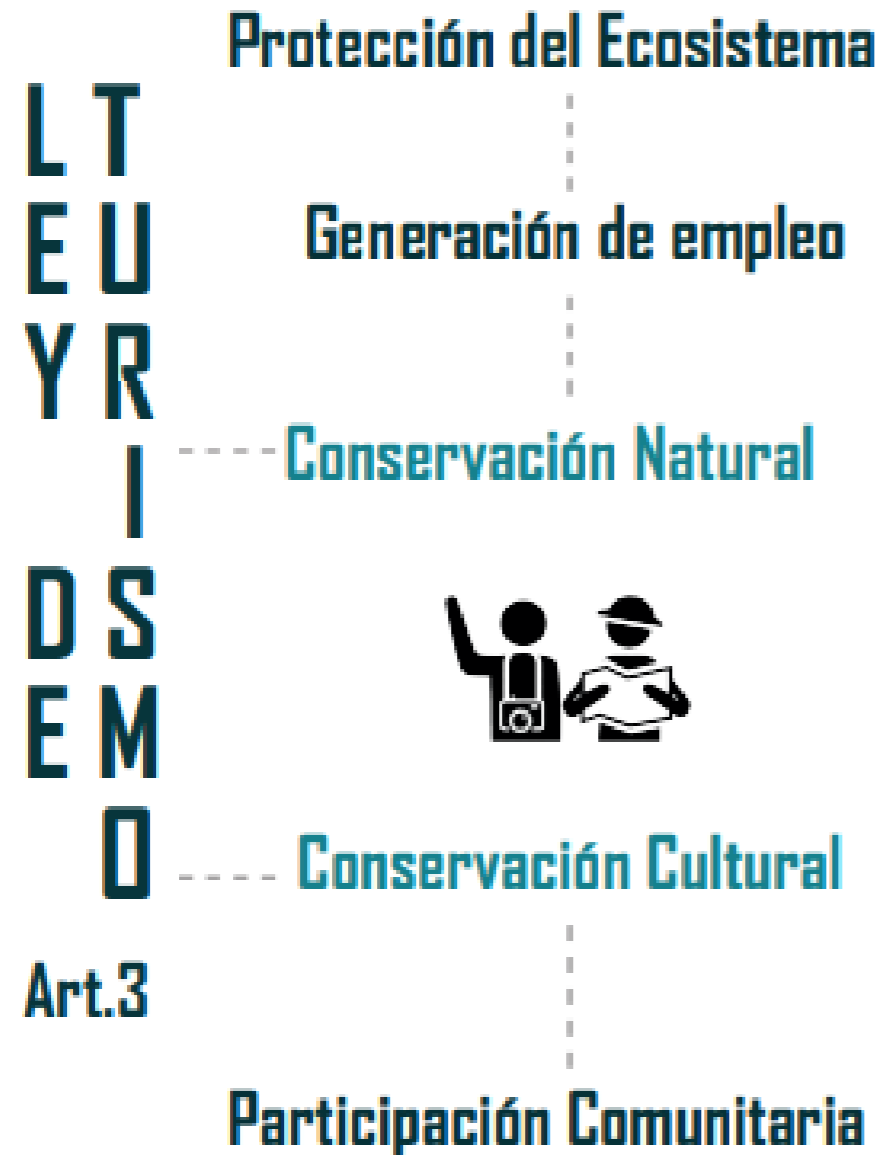 LEY DE
TURISMO
Art.3
Protección del Ecosistema
Generación de empleo
Conservación Natural
Conservación Cultural
Participación Comunitaria